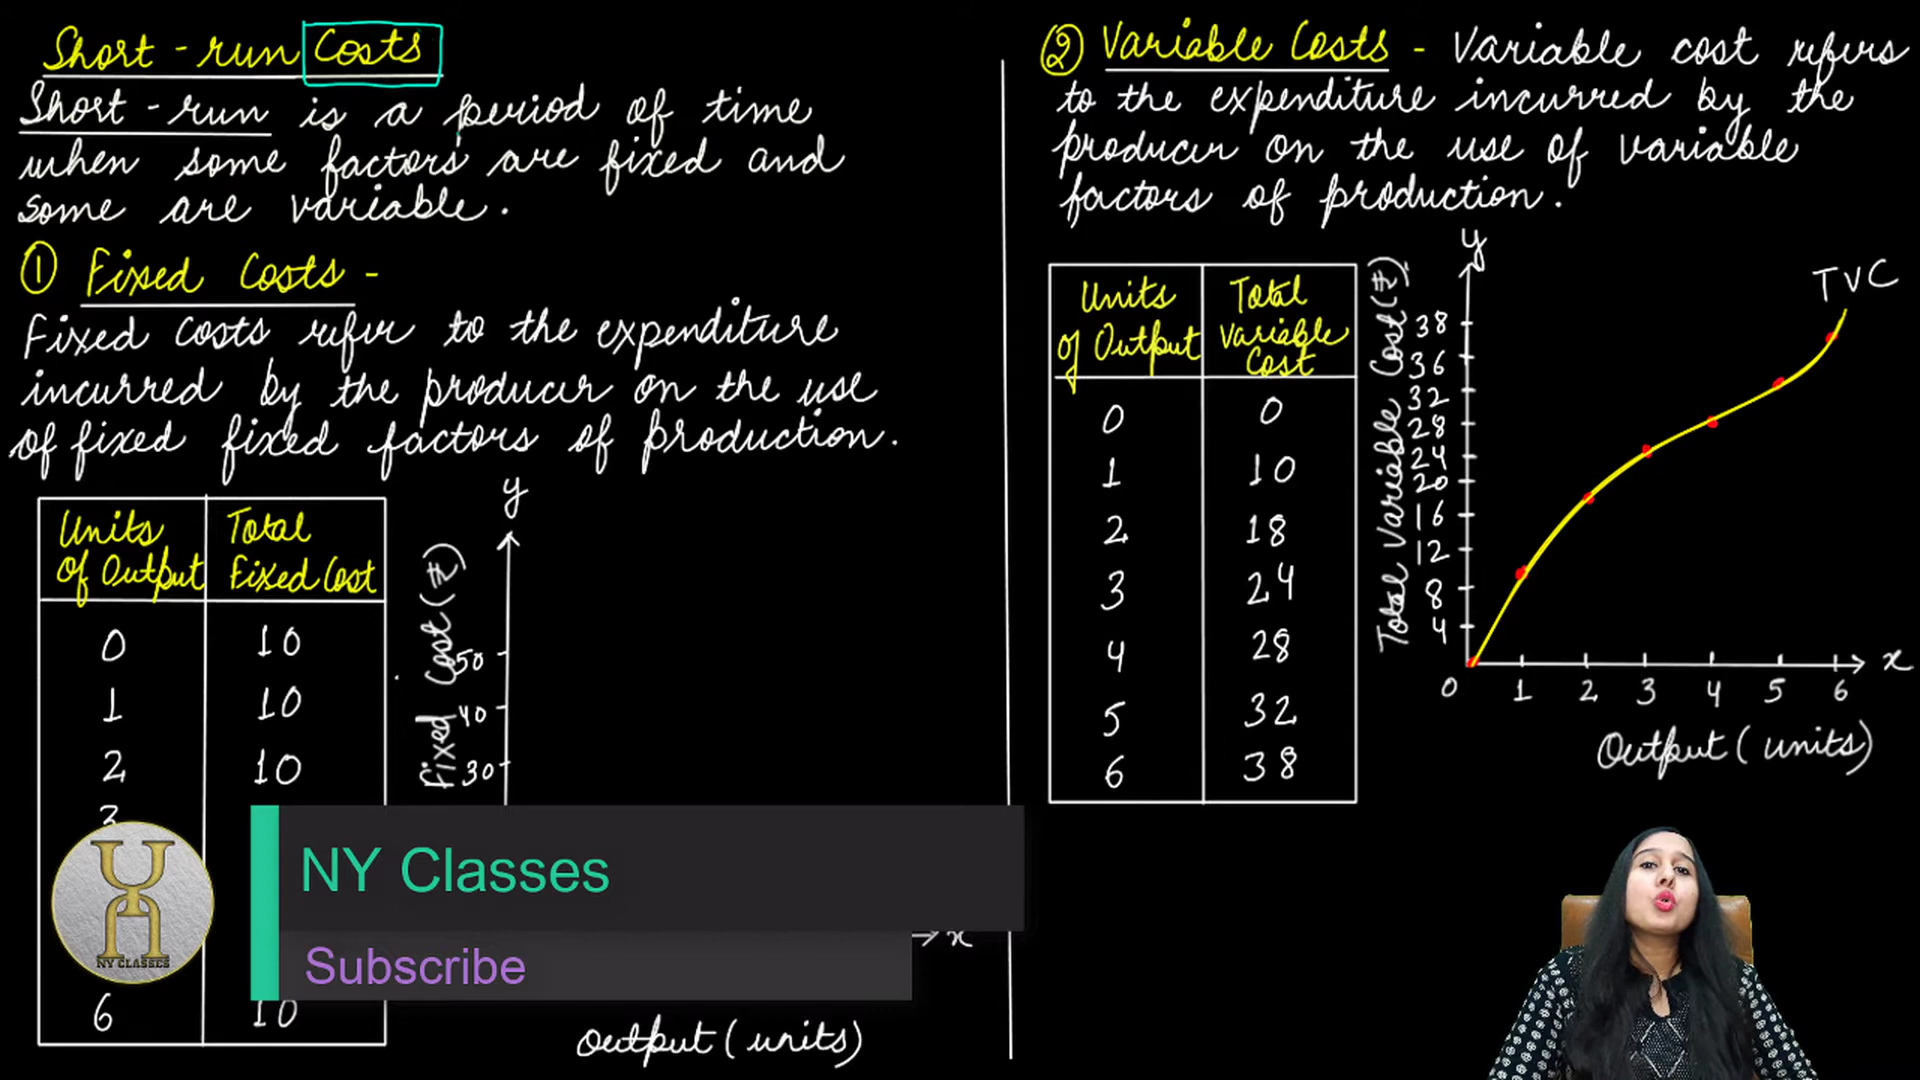 Short-run Costs
Short-run is a period of time
when some factors are fixed and
some are variable.
① Fixed Costs -
Fixed costs refer to the expenditure
incurred by the producer on the use
of fixed fixed factors of production.
Units of Output | Total Fixed Cost
0 10
1 10
2 10
3
6 10
y
Fixed Cost (₹)
50
40
30
x
Output (units)
NY Classes
Subscribe
NY CLASSES
② Variable Costs - Variable cost refers
to the expenditure incurred by the
producer on the use of variable
factors of production.
Units of Output | Total Variable Cost
0 0
1 10
2 18
3 24
4 28
5 32
6 38
y
Total Variable Cost (₹)
38
36
32
28
24
20
16
12
8
4
TVC
0 1 2 3 4 5 6
x
Output (units)